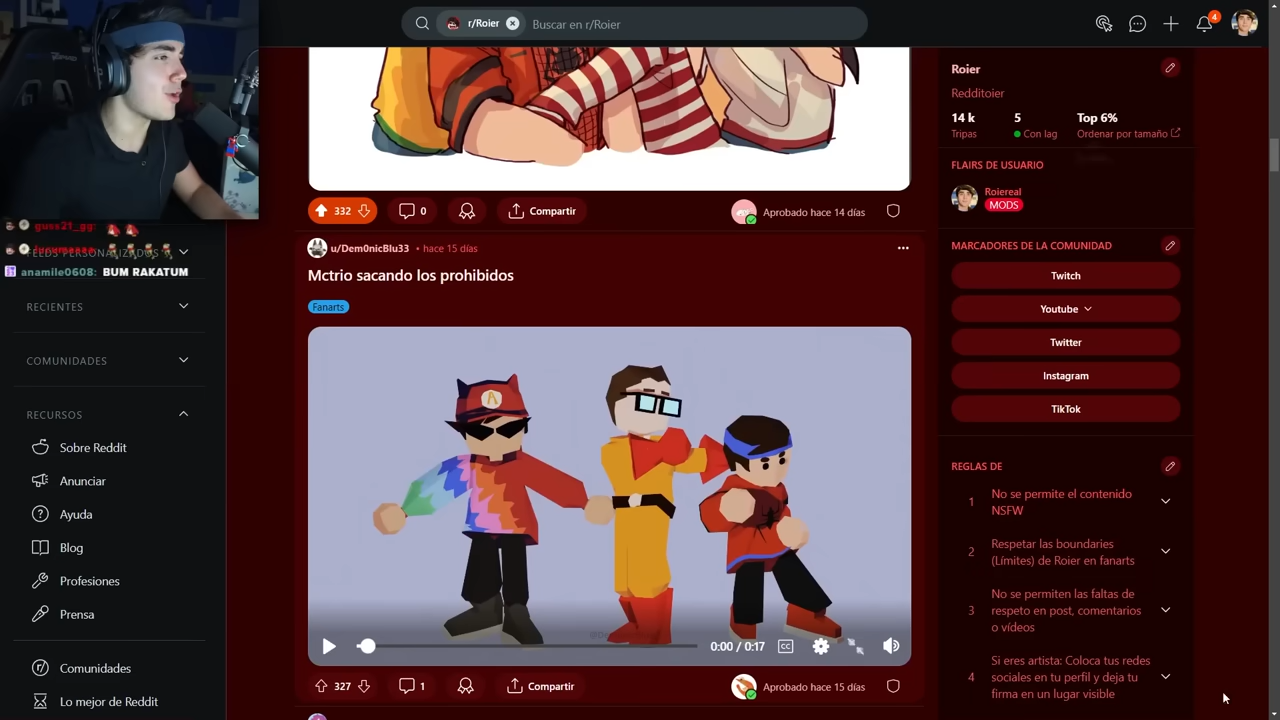 r/Roier
Buscar en r/Roier
4
guss21_gg:
anamile0608: BUM RAKATUM
FEEDS PERSONALIZADOS
RECIENTES
COMUNIDADES
RECURSOS
Sobre Reddit
Anunciar
Ayuda
Blog
Profesiones
Prensa
Comunidades
Lo mejor de Reddit
332
0
Compartir
Aprobado hace 14 días
u/Dem0nicBlu33 • hace 15 días
Mctrio sacando los prohibidos
Fanarts
A
0:00 / 0:17
CC
327
1
Compartir
Aprobado hace 15 días
Roier
Redditoier
14 k
5
Top 6%
Tripas
Con lag
Ordenar por tamaño
FLAIRS DE USUARIO
Roiereal
MODS
MARCADORES DE LA COMUNIDAD
Twitch
Youtube
Twitter
Instagram
TikTok
REGLAS DE
1
No se permite el contenido
NSFW
2
Respetar las boundaries
(Límites) de Roier en fanarts
3
No se permiten las faltas de
respeto en post, comentarios
o vídeos
4
Si eres artista: Coloca tus redes
sociales en tu perfil y deja tu
firma en un lugar visible